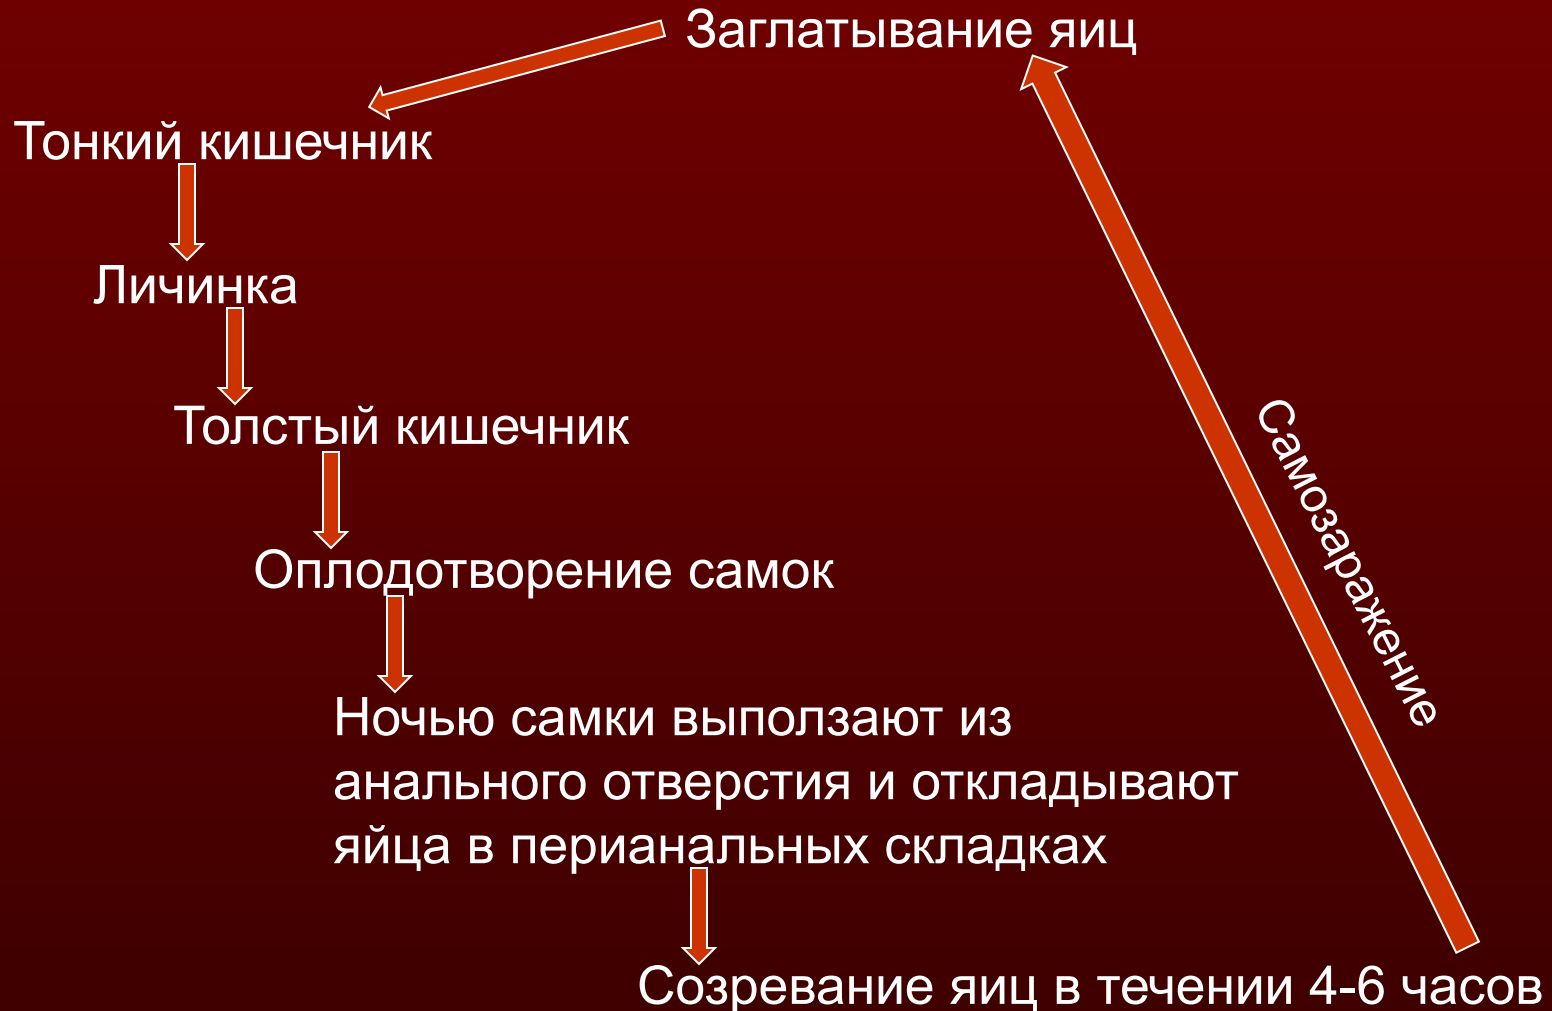 Заглатывание яиц
Тонкий кишечник
Личинка
Толстый кишечник
Оплодотворение самок
Ночью самки выползают из
анального отверстия и откладывают
яйца в перианальных складках
Созревание яиц в течении 4-6 часов
Самозаражение